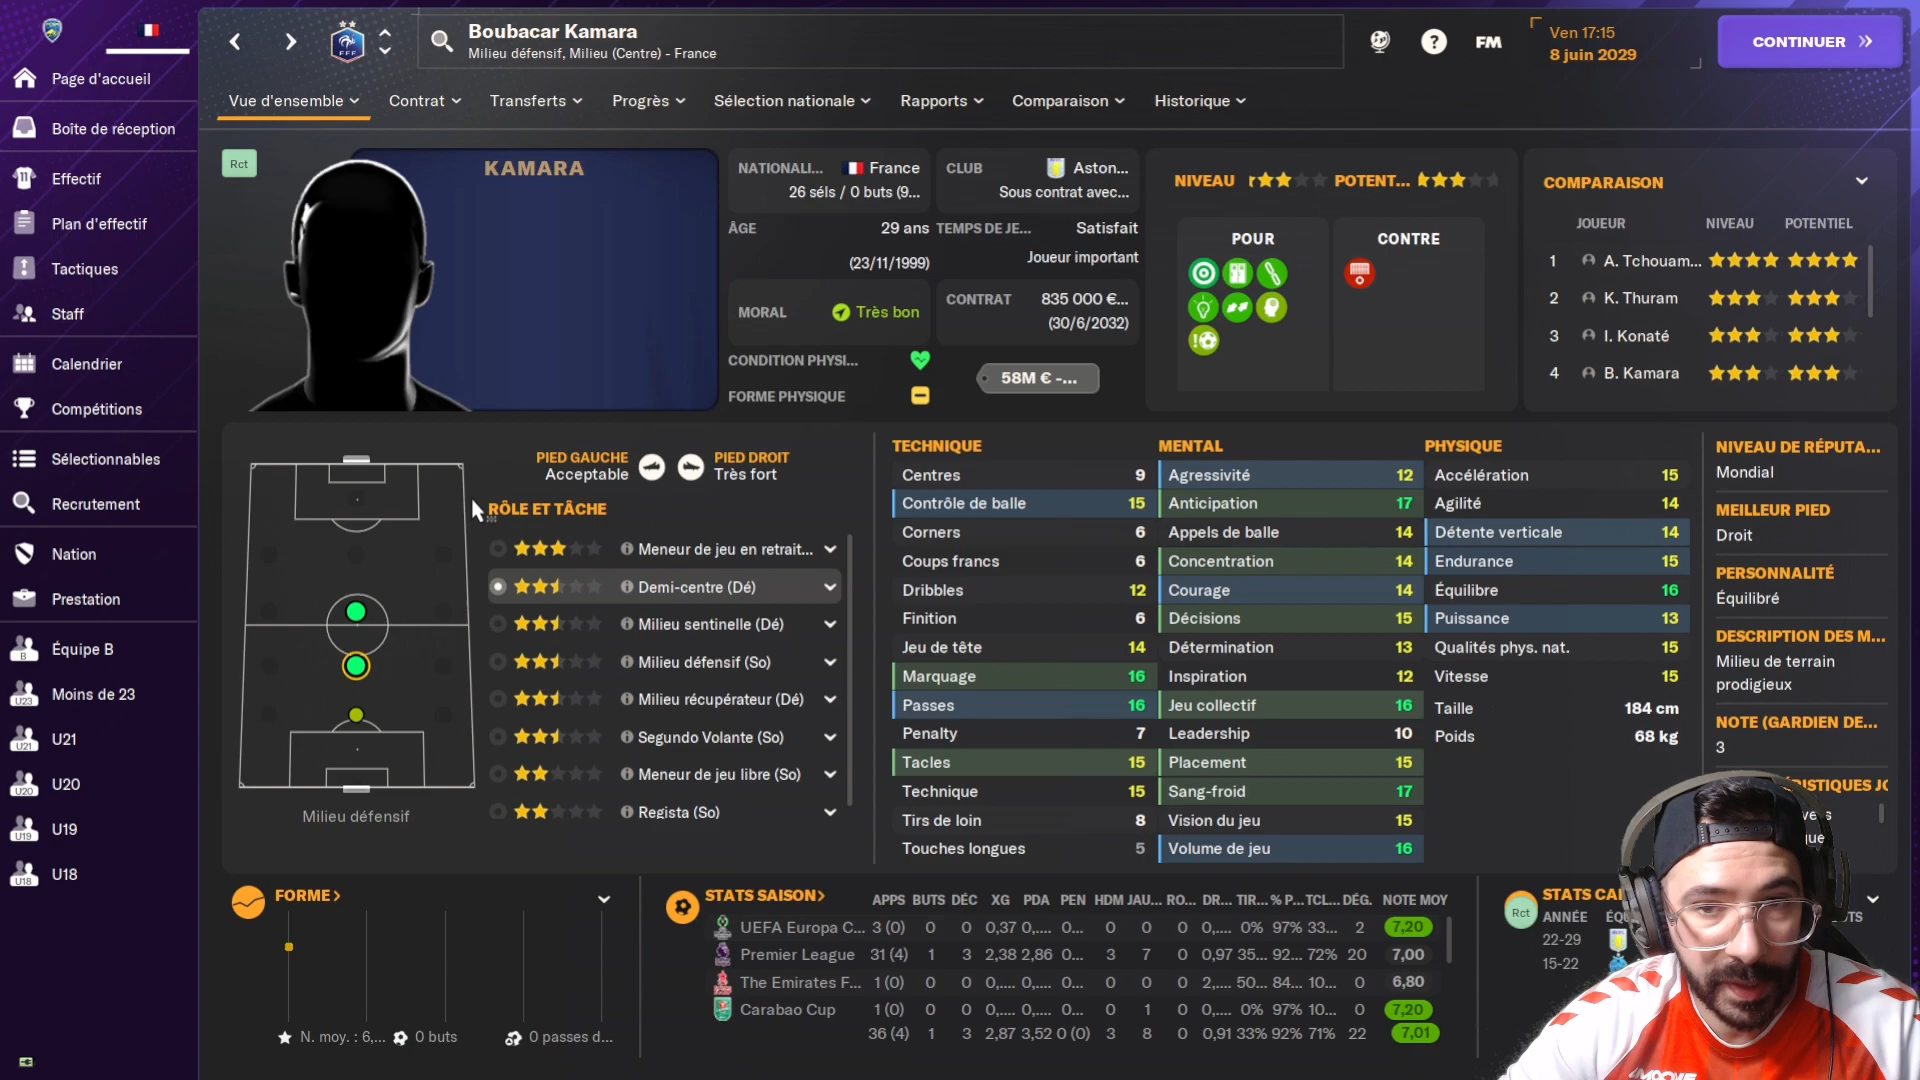 Boubacar Kamara
Milieu défensif, Milieu (Centre) - France
FM
Ven 17:15
8 juin 2029
CONTINUER
Page d'accueil
Boîte de réception
Effectif
Plan d'effectif
Tactiques
Staff
Calendrier
Compétitions
Sélectionnables
Recrutement
Nation
Prestation
Équipe B
Moins de 23
U21
U20
U19
U18
Vue d'ensemble
Contrat
Transferts
Progrès
Sélection nationale
Rapports
Comparaison
Historique
Rct
KAMARA
NATIONALI... France
26 séls / 0 buts (9...
CLUB Aston...
Sous contrat avec...
ÂGE 29 ans
(23/11/1999)
TEMPS DE JE... Satisfait
Joueur important
MORAL Très bon
CONTRAT 835 000 €...
(30/6/2032)
CONDITION PHYSI...
FORME PHYSIQUE
58M € -...
NIVEAU POTENT...
POUR
CONTRE
COMPARAISON
JOUEUR NIVEAU POTENTIEL
1 A. Tchouam...
2 K. Thuram
3 I. Konaté
4 B. Kamara
PIED GAUCHE
Acceptable
PIED DROIT
Très fort
RÔLE ET TÂCHE
Meneur de jeu en retrait...
Demi-centre (Dé)
Milieu sentinelle (Dé)
Milieu défensif (So)
Milieu récupérateur (Dé)
Segundo Volante (So)
Meneur de jeu libre (So)
Regista (So)
Milieu défensif
TECHNIQUE
Centres 9
Contrôle de balle 15
Corners 6
Coups francs 6
Dribbles 12
Finition 6
Jeu de tête 14
Marquage 16
Passes 16
Penalty 7
Tacles 15
Technique 15
Tirs de loin 8
Touches longues 5
MENTAL
Agressivité 12
Anticipation 17
Appels de balle 14
Concentration 14
Courage 14
Décisions 15
Détermination 13
Inspiration 12
Jeu collectif 16
Leadership 10
Placement 15
Sang-froid 17
Vision du jeu 15
Volume de jeu 16
PHYSIQUE
Accélération 15
Agilité 14
Détente verticale 14
Endurance 15
Équilibre 16
Puissance 13
Qualités phys. nat. 15
Vitesse 15
Taille 184 cm
Poids 68 kg
NIVEAU DE RÉPUTA...
Mondial
MEILLEUR PIED
Droit
PERSONNALITÉ
Équilibré
DESCRIPTION DES M...
Milieu de terrain
prodigieux
NOTE (GARDIEN DE...
3
FORME
N. moy. : 6,... 0 buts 0 passes d...
STATS SAISON
APPS BUTS DÉC XG PDA PEN HDM JAU... RO... DR... TIR... % P... TCL... DÉG. NOTE MOY
UEFA Europa C... 3 (0) 0 0 0,37 0,... 0... 0 0 0 0,... 0% 97% 33... 2 7,20
Premier League 31 (4) 1 3 2,38 2,86 0... 3 7 0 0,97 35... 92... 72% 20 7,00
The Emirates F... 1 (0) 0 0 0,... 0,... 0... 0 0 0 2,... 50... 84... 10... 0 6,80
Carabao Cup 1 (0) 0 0 0,... 0,... 0... 0 1 0 0,... 0% 97% 10... 0 7,20
36 (4) 1 3 2,87 3,52 0 (0) 3 8 0 0,91 33% 92% 71% 22 7,01
Rct
STATS CA
ANNÉE
22-29
15-22